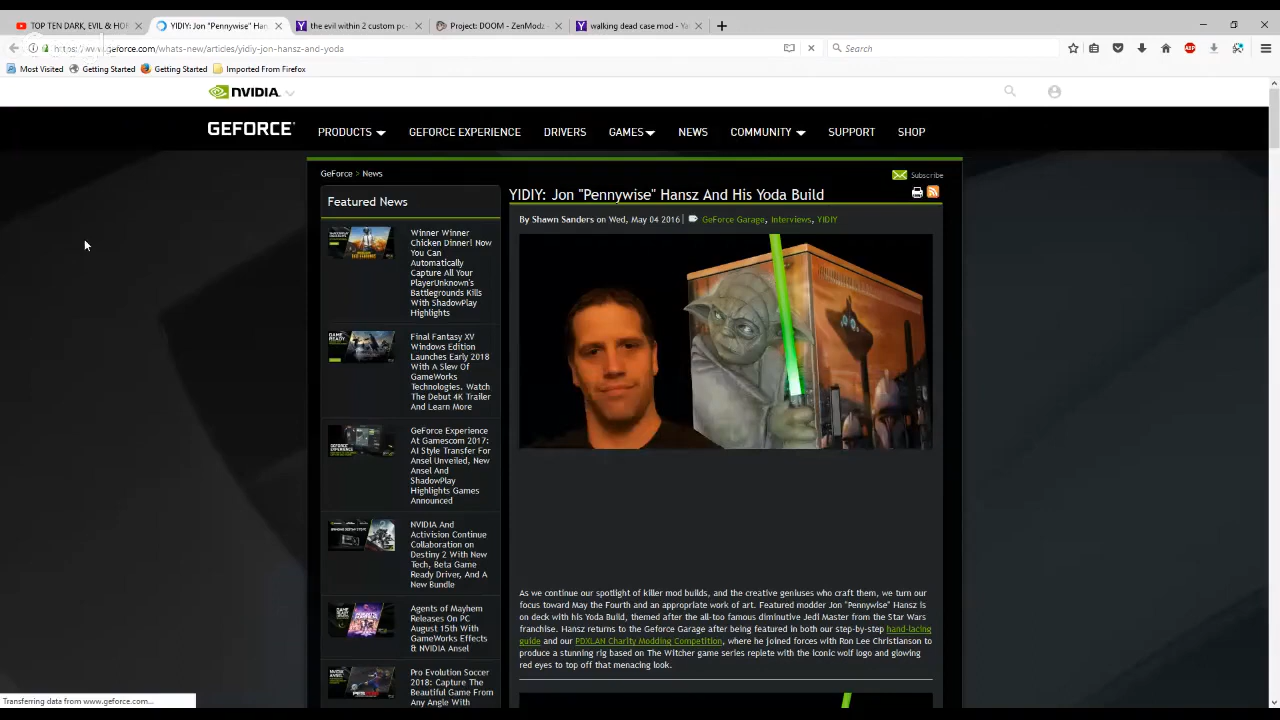 TOP TEN DARK, EVIL & HOR
YIDIY: Jon "Pennywise" Han
the evil within 2 custom pc
Project: DOOM - ZenModz
walking dead case mod - Ya
https://www.geforce.com/whats-new/articles/yidiy-jon-hansz-and-yoda
Search
Most Visited
Getting Started
Getting Started
Imported From Firefox
NVIDIA.
GEFORCE
PRODUCTS
GEFORCE EXPERIENCE
DRIVERS
GAMES
NEWS
COMMUNITY
SUPPORT
SHOP
GeForce > News
Subscribe
Featured News
Winner Winner
Chicken Dinner! Now
You Can
Automatically
Capture All Your
PlayerUnknown's
Battlegrounds Kills
With ShadowPlay
Highlights
Final Fantasy XV
Windows Edition
Launches Early 2018
With A Slew Of
GameWorks
Technologies. Watch
The Debut 4K Trailer
And Learn More
GeForce Experience
At Gamescom 2017:
AI Style Transfer For
Ansel Unveiled, New
Ansel And
ShadowPlay
Highlights Games
Announced
NVIDIA And
Activision Continue
Collaboration on
Destiny 2 With New
Tech, Beta Game
Ready Driver, And A
New Bundle
Agents of Mayhem
Releases On PC
August 15th With
GameWorks Effects
& NVIDIA Ansel
Pro Evolution Soccer
2018: Capture The
Beautiful Game From
Any Angle With
YIDIY: Jon "Pennywise" Hansz And His Yoda Build
By Shawn Sanders on Wed, May 04 2016 | GeForce Garage, Interviews, YIDIY
As we continue our spotlight of killer mod builds, and the creative geniuses who craft them, we turn our
focus toward May the Fourth and an appropriate work of art. Featured modder Jon "Pennywise" Hansz is
on deck with his Yoda Build, themed after the all-too famous diminutive Jedi Master from the Star Wars
franchise. Hansz returns to the Geforce Garage after being featured in both our step-by-step hand-lacing
guide and our PDXLAN Charity Modding Competition, where he joined forces with Ron Lee Christianson to
produce a stunning rig based on The Witcher game series replete with the iconic wolf logo and glowing
red eyes to top off that menacing look.
Transferring data from www.geforce.com...